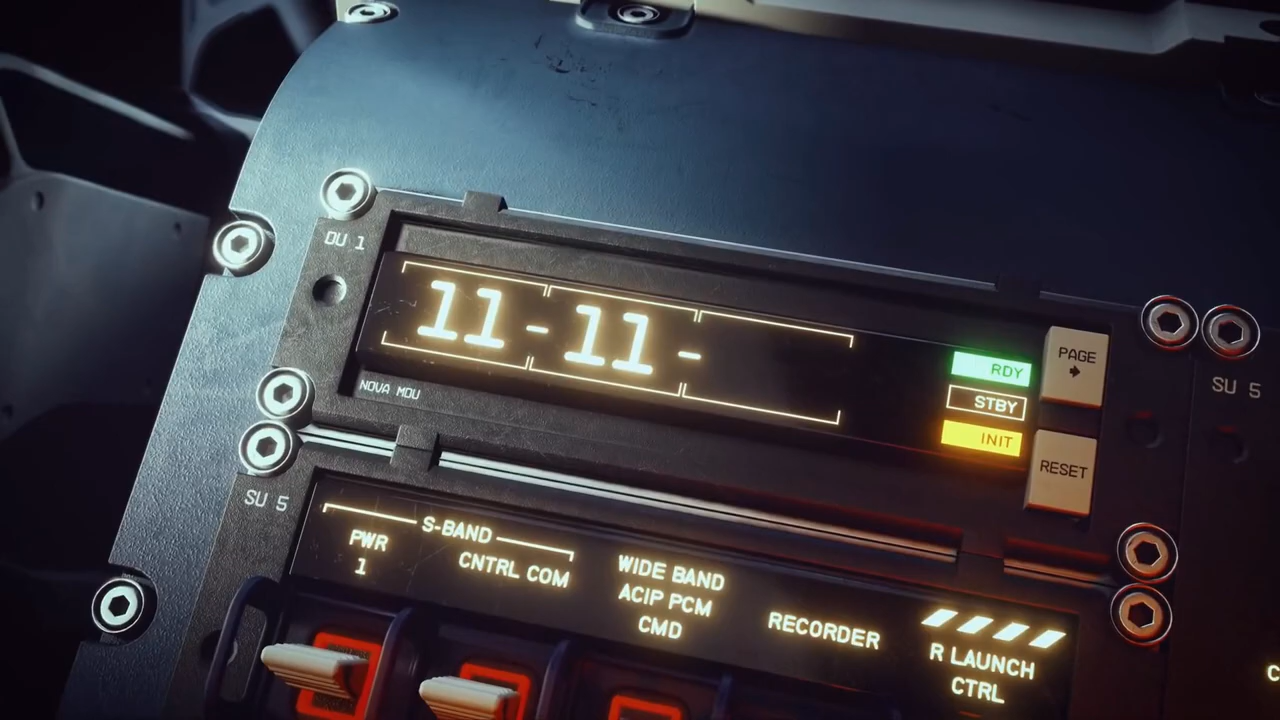 DU 1
11-11-
RDY
STBY
INIT
PAGE
RESET
NOVA MDU
SU 5
SU 5
S-BAND
PWR
1
CNTRL COM
WIDE BAND
ACIP PCM
CMD
RECORDER
R LAUNCH
CTRL